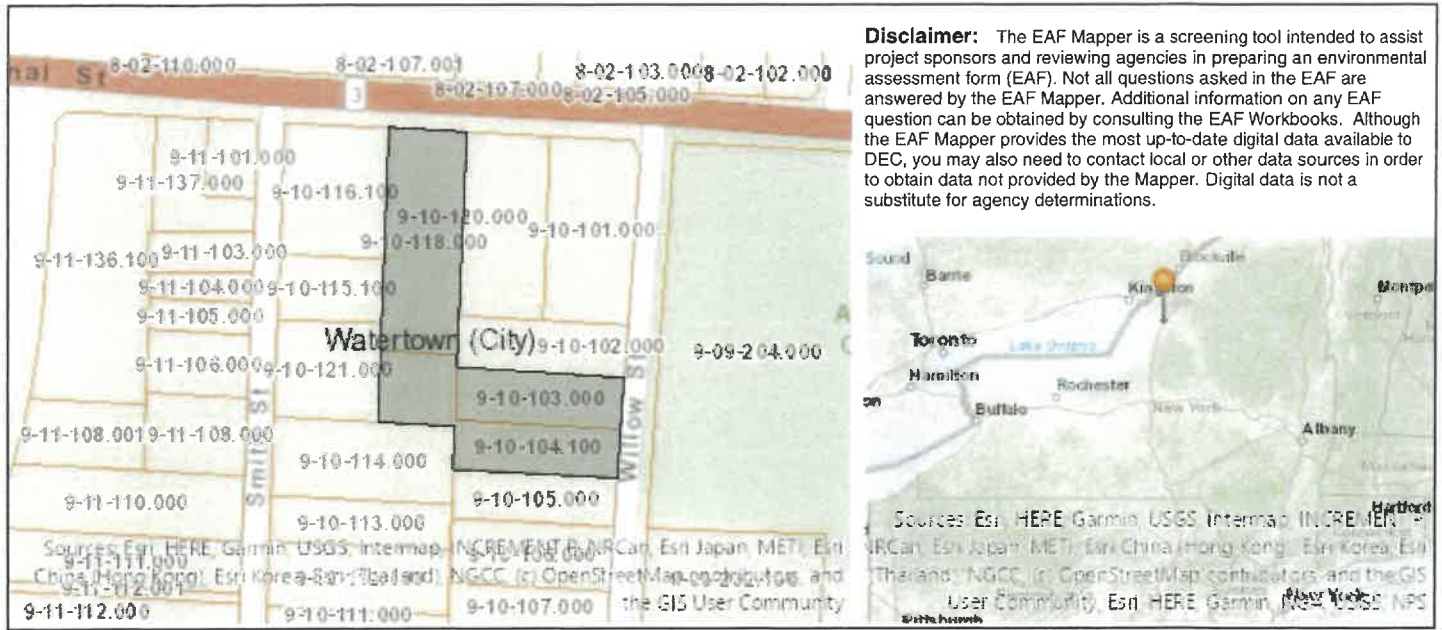 Disclaimer: The EAF Mapper is a screening tool intended to assist
project sponsors and reviewing agencies in preparing an environmental
assessment form (EAF). Not all questions asked in the EAF are
answered by the EAF Mapper. Additional information on any EAF
question can be obtained by consulting the EAF Workbooks. Although
the EAF Mapper provides the most up-to-date digital data available to
DEC, you may also need to contact local or other data sources in order
to obtain data not provided by the Mapper. Digital data is not a
substitute for agency determinations.
St
8-02-110.000
8-02-107.001
8-02-103.000
8-02-102.000
3
8-02-107.000
8-02-105.000
9-11-101.000
9-11-137.000
9-10-116.100
9-10-120.000
9-10-101.000
9-10-118.000
9-11-136.100
9-11-103.000
9-11-104.000
9-10-115.100
9-11-105.000
Watertown (City)
9-10-102.000
9-09-204.000
9-11-106.000
9-10-121.000
9-10-103.000
9-11-108.001
9-11-108.000
9-10-104.100
9-10-114.000
Smith St
Willow St
9-11-110.000
9-10-105.000
9-10-113.000
Sources: Esri, HERE, Garmin, USGS, Intermap, INCREMENT P, NRCan, Esri Japan, METI, Esri
China (Hong Kong), Esri Korea, Esri (Thailand), NGCC, (c) OpenStreetMap contributors, and
the GIS User Community
9-11-111.000
9-11-112.001
9-11-112.000
9-10-111.000
9-10-107.000
Sound
Barrie
Brockville
Kingston
Montpe
Toronto
Lake Ontario
Hamilton
Rochester
Buffalo
New York
Albany
Hartford
Sources: Esri, HERE, Garmin, USGS, Intermap, INCREMENT P,
NRCan, Esri Japan, METI, Esri China (Hong Kong), Esri Korea, Esri
(Thailand), NGCC, (c) OpenStreetMap contributors, and the GIS
User Community, Esri, HERE, Garmin, USGS, NPS
New York
Pittsburgh